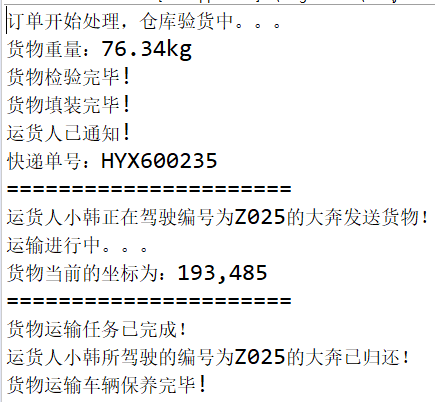 订单开始处理，仓库验货中。。。
货物重量：76.34kg
货物检验完毕！
货物填装完毕！
运货人已通知！
快递单号：HYX600235
======================
运货人小韩正在驾驶编号为Z025的大奔发送货物！
运输进行中。。。
货物当前的坐标为：193,485
======================
货物运输任务已完成！
运货人小韩所驾驶的编号为Z025的大奔已归还！
货物运输车辆保养完毕！